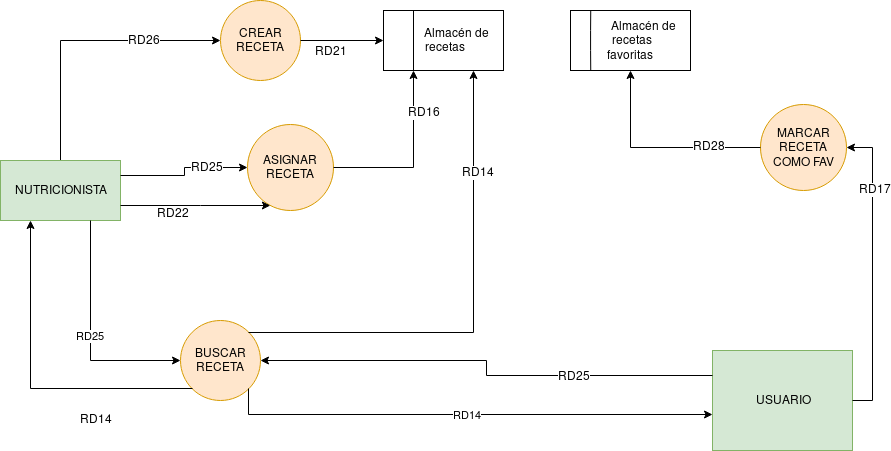 CREAR
RECETA
RD26
RD21
Almacén de
recetas
Almacén de
recetas
favoritas
RD16
MARCAR
RECETA
COMO FAV
RD28
ASIGNAR
RECETA
RD25
RD14
RD17
NUTRICIONISTA
RD22
RD25
BUSCAR
RECETA
RD25
USUARIO
RD14
RD14